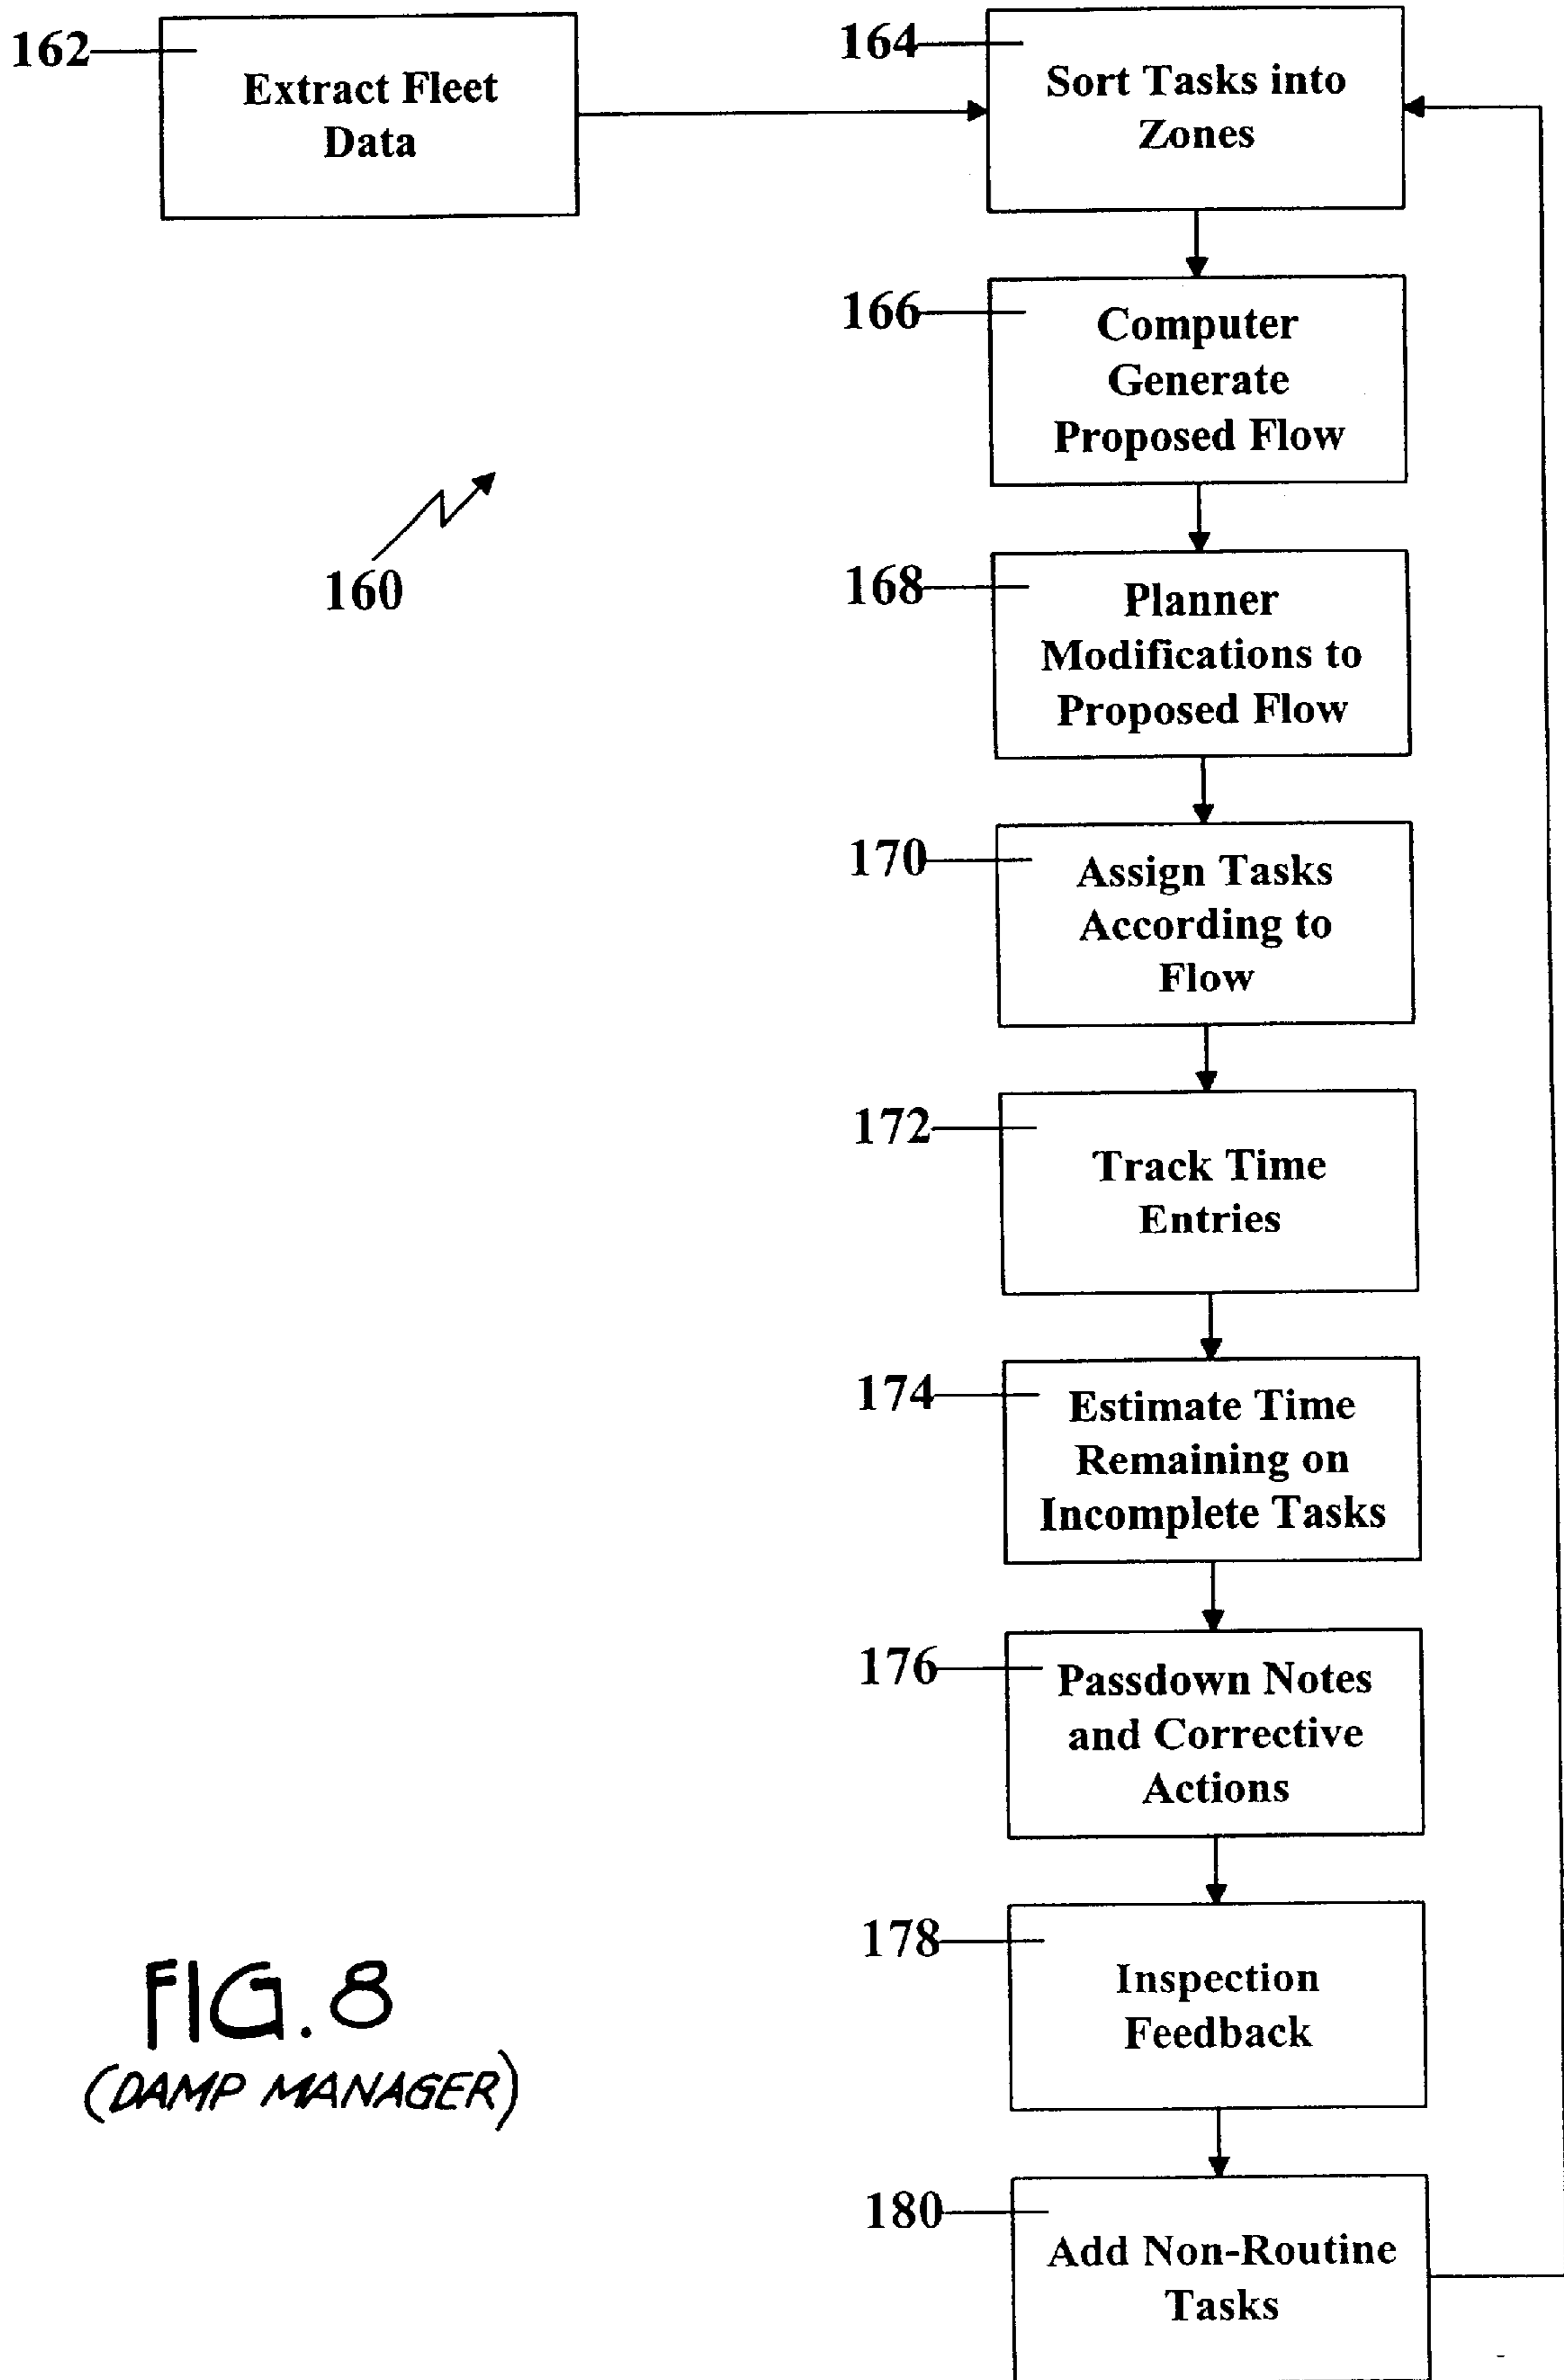 162
Extract Fleet
Data
164
Sort Tasks into
Zones
166
Computer
Generate
Proposed Flow
160
168
Planner
Modifications to
Proposed Flow
170
Assign Tasks
According to
Flow
172
Track Time
Entries
174
Estimate Time
Remaining on
Incomplete Tasks
176
Passdown Notes
and Corrective
Actions
178
Inspection
Feedback
180
Add Non-Routine
Tasks
FIG. 8
(DAMP MANAGER)